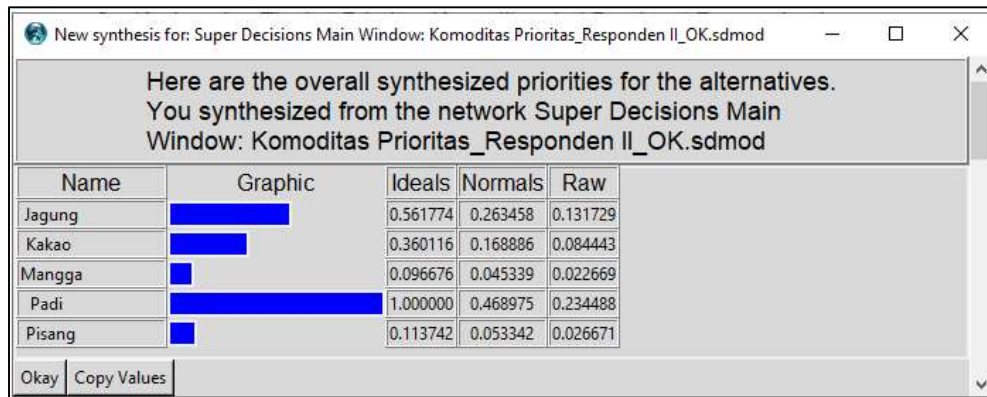 New synthesis for: Super Decisions Main Window: Komoditas Prioritas_Responden II_OK.sdmod
Here are the overall synthesized priorities for the alternatives.
You synthesized from the network Super Decisions Main
Window: Komoditas Prioritas_Responden II_OK.sdmod
Name Graphic Ideals Normals Raw
Jagung 0.561774 0.263458 0.131729
Kakao 0.360116 0.168886 0.084443
Mangga 0.096676 0.045339 0.022669
Padi 1.000000 0.468975 0.234488
Pisang 0.113742 0.053342 0.026671
Okay Copy Values